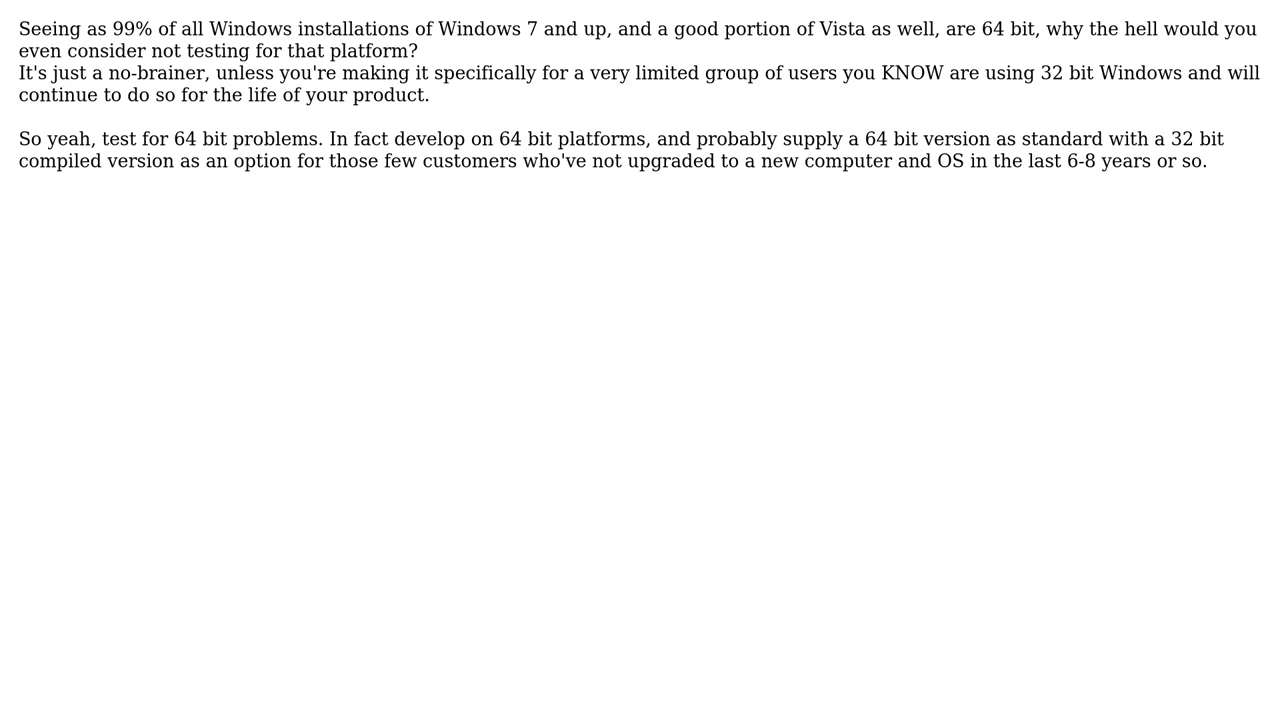 Seeing as 99% of all Windows installations of Windows 7 and up, and a good portion of Vista as well, are 64 bit, why the hell would you
even consider not testing for that platform?
It's just a no-brainer, unless you're making it specifically for a very limited group of users you KNOW are using 32 bit Windows and will
continue to do so for the life of your product.

So yeah, test for 64 bit problems. In fact develop on 64 bit platforms, and probably supply a 64 bit version as standard with a 32 bit
compiled version as an option for those few customers who've not upgraded to a new computer and OS in the last 6-8 years or so.